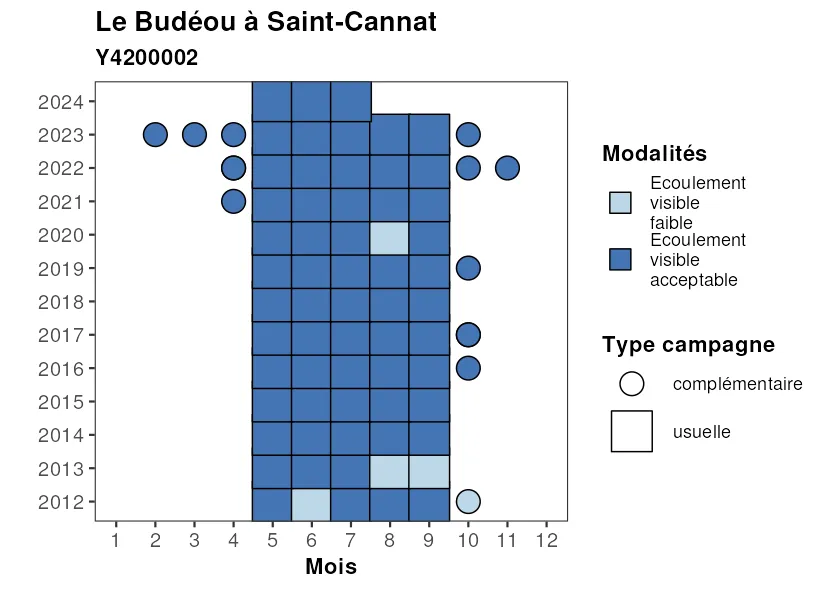 Le Budéou à Saint-Cannat
Y4200002
2024
2023
2022
2021
2020
2019
2018
2017
2016
2015
2014
2013
2012
1 2 3 4 5 6 7 8 9 10 11 12
Mois
Modalités
Ecoulement
visible
faible
Ecoulement
visible
acceptable
Type campagne
complémentaire
usuelle